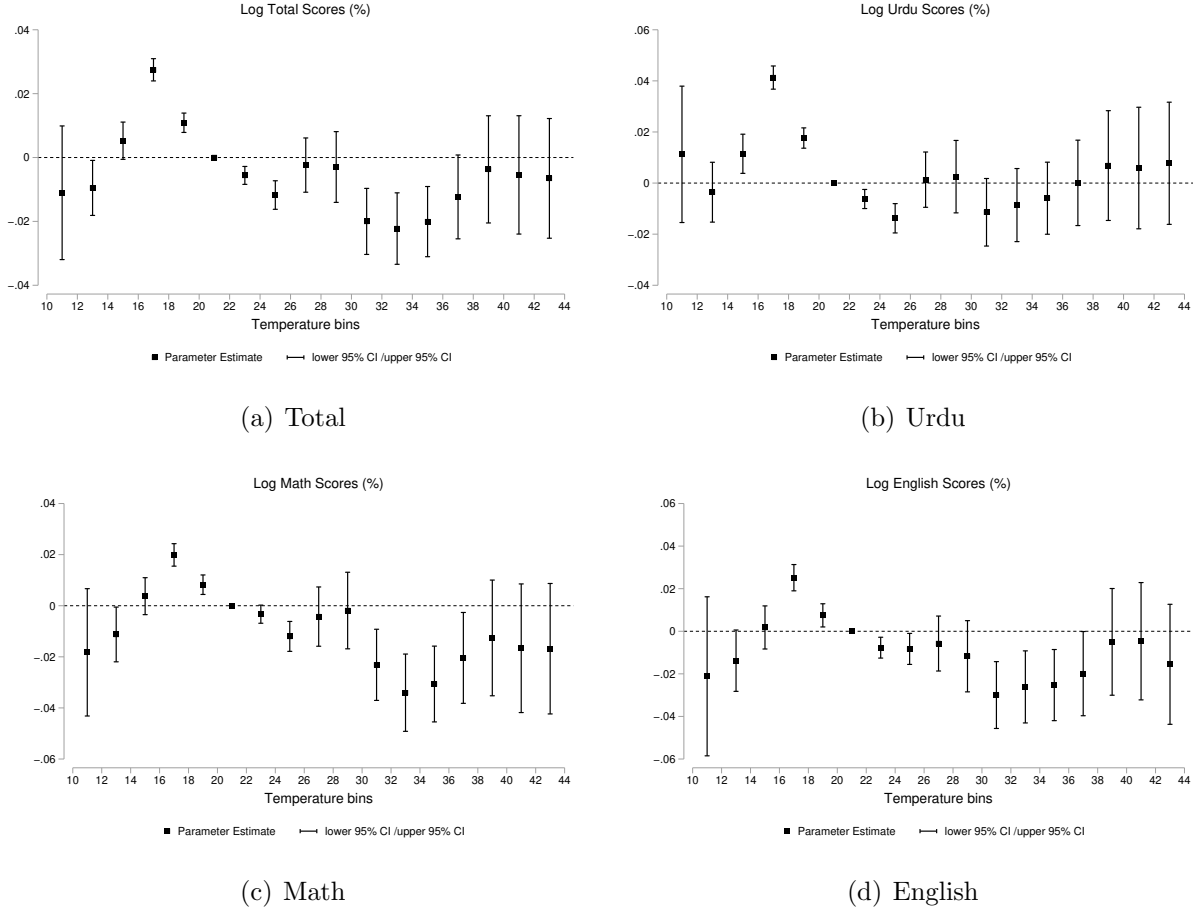 Log Total Scores (%)
.04
.02
0
−.02
−.04
10 12 14 16 18 20 22 24 26 28 30 32 34 36 38 40 42 44
Temperature bins
Parameter Estimate lower 95% CI /upper 95% CI
(a) Total
Log Urdu Scores (%)
.06
.04
.02
0
−.02
−.04
10 12 14 16 18 20 22 24 26 28 30 32 34 36 38 40 42 44
Temperature bins
Parameter Estimate lower 95% CI /upper 95% CI
(b) Urdu
Log Math Scores (%)
.04
.02
0
−.02
−.04
−.06
10 12 14 16 18 20 22 24 26 28 30 32 34 36 38 40 42 44
Temperature bins
Parameter Estimate lower 95% CI /upper 95% CI
(c) Math
Log English Scores (%)
.06
.04
.02
0
−.02
−.04
−.06
10 12 14 16 18 20 22 24 26 28 30 32 34 36 38 40 42 44
Temperature bins
Parameter Estimate lower 95% CI /upper 95% CI
(d) English